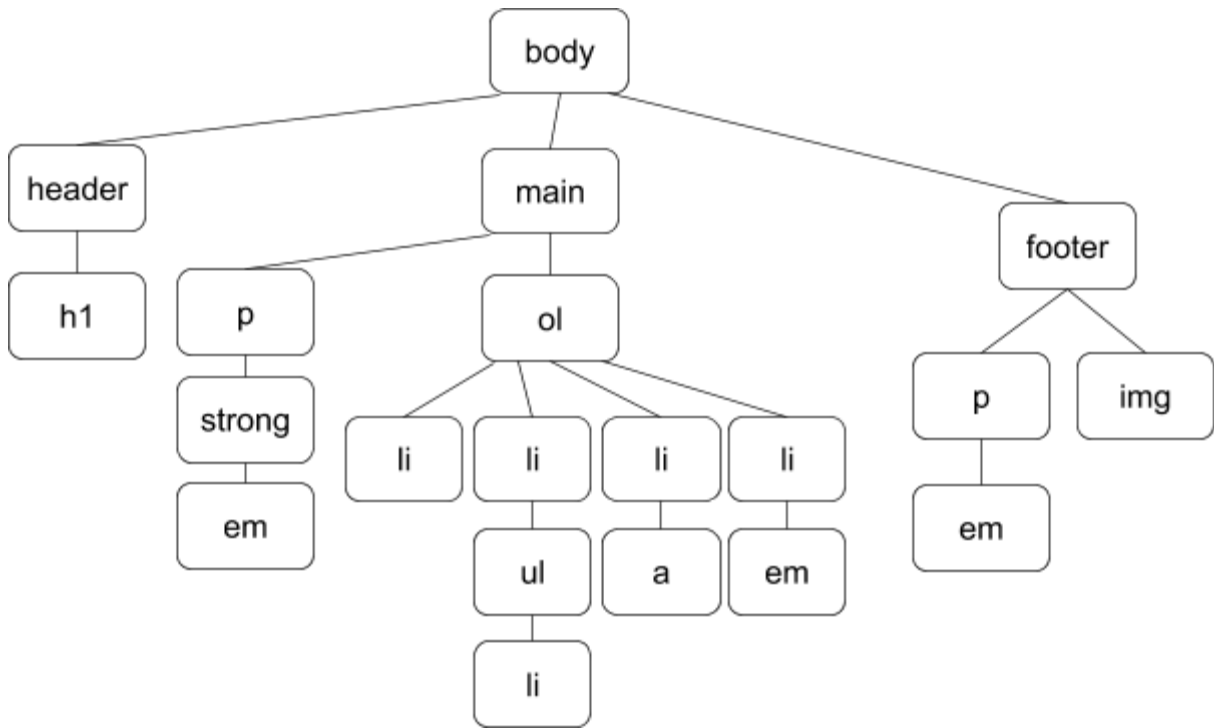 body
header
main
footer
h1
p
ol
p
img
strong
li
li
li
li
em
ul
a
em
em
li